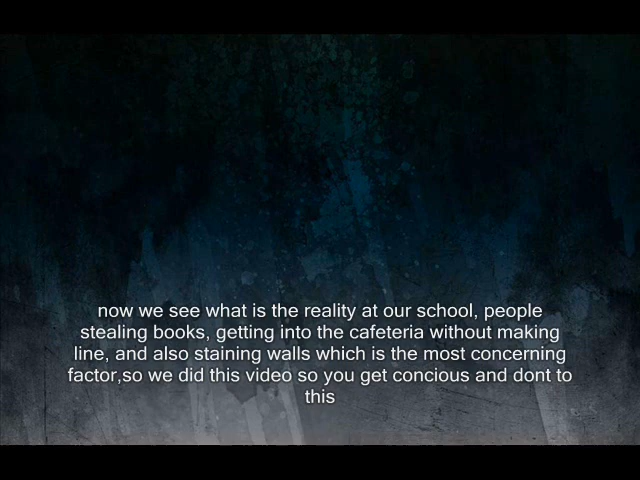 now we see what is the reality at our school, people
stealing books, getting into the cafeteria without making
line, and also staining walls which is the most concerning
factor,so we did this video so you get concious and dont to
this